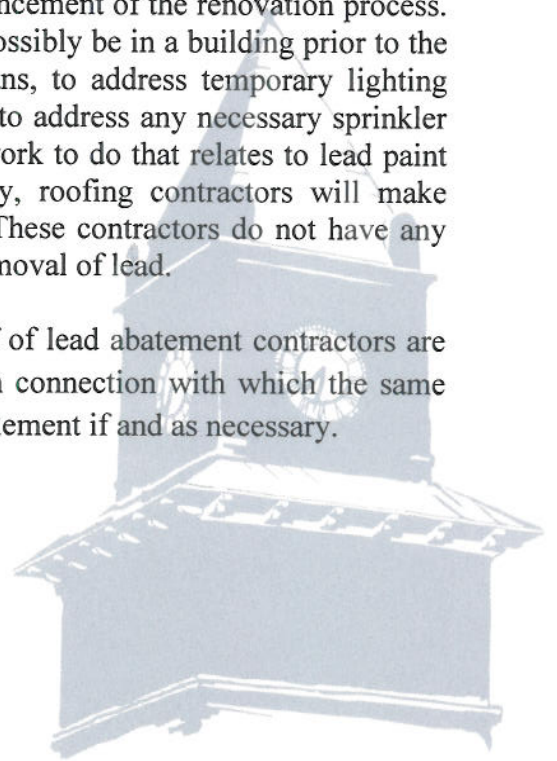 ncement of the renovation process.
ossibly be in a building prior to the
ns, to address temporary lighting
to address any necessary sprinkler
ork to do that relates to lead paint
y, roofing contractors will make
These contractors do not have any
moval of lead.
of lead abatement contractors are
connection with which the same
lement if and as necessary.